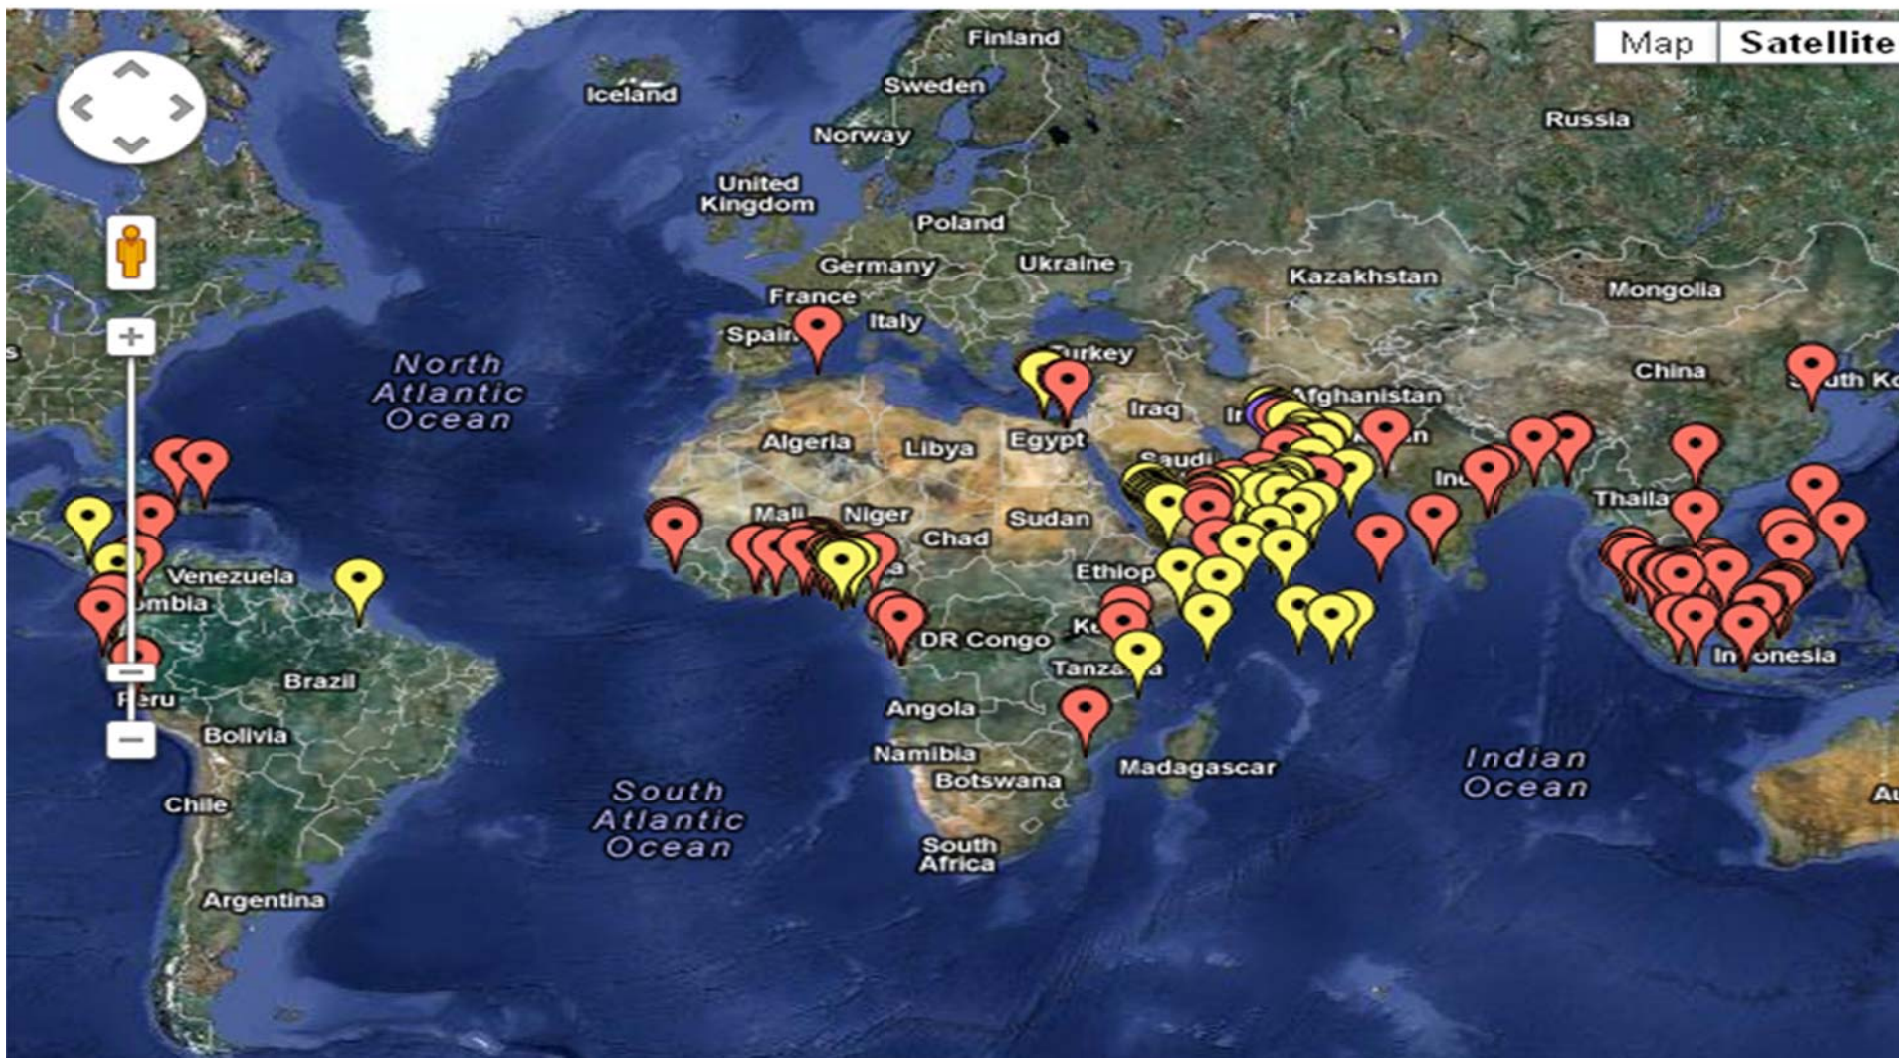 Map
Satellite
Finland
Iceland
Sweden
Norway
Russia
United
Kingdom
Poland
Germany
Ukraine
Kazakhstan
Mongolia
France
Italy
Spain
North
Atlantic
Ocean
Turkey
China
Iraq
Afghanistan
Algeria
Libya
Egypt
Saudi
Mali
Niger
Sudan
Chad
Venezuela
DR Congo
Brazil
Angola
Bolivia
Namibia
Botswana
Madagascar
Indian
Ocean
South
Atlantic
Ocean
Chile
South
Africa
Argentina